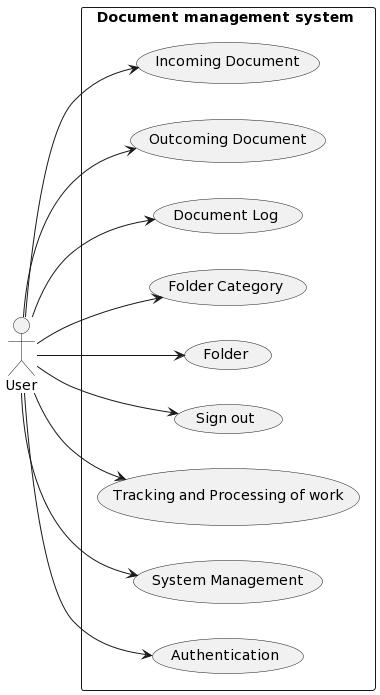 Document management system
Incoming Document
Outcoming Document
Document Log
Folder Category
Folder
User
Sign out
Tracking and Processing of work
System Management
Authentication